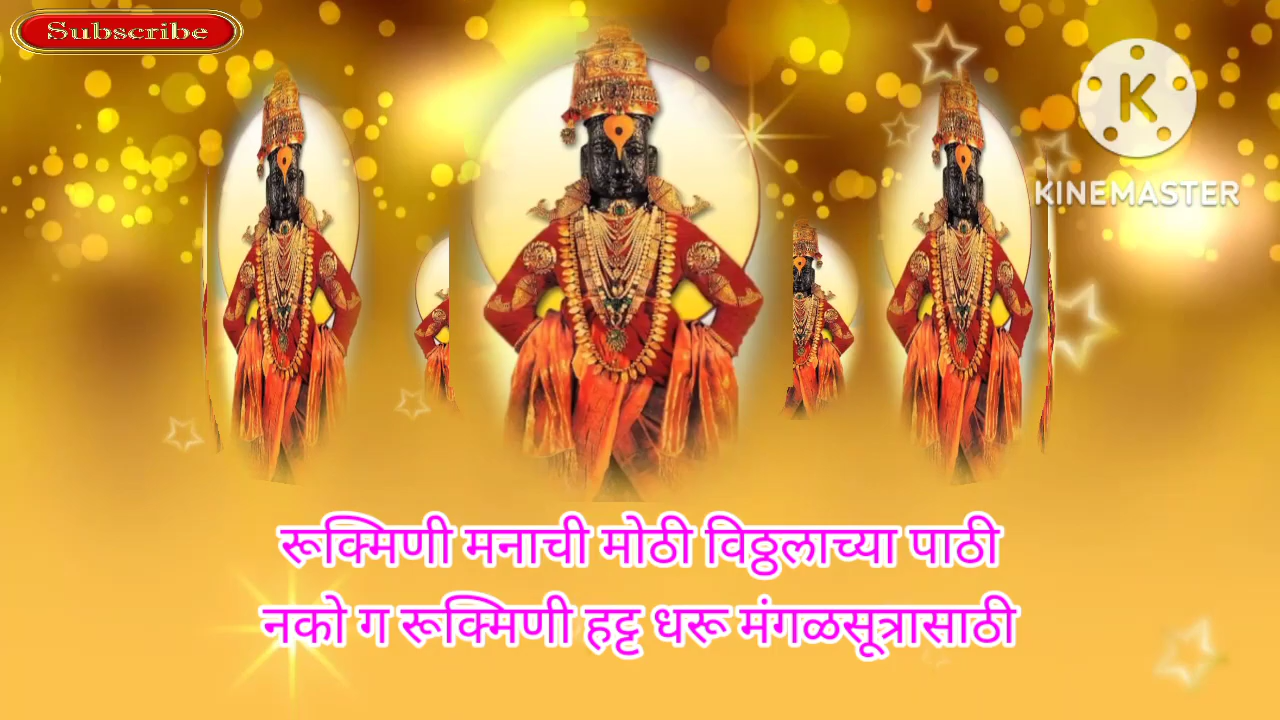 Subscribe
K
KINEMASTER
रूक्मिणी मनाची मोठी विठ्ठलाच्या पाठी
नको ग रूक्मिणी हट्ट धरू मंगळसूत्रासाठी